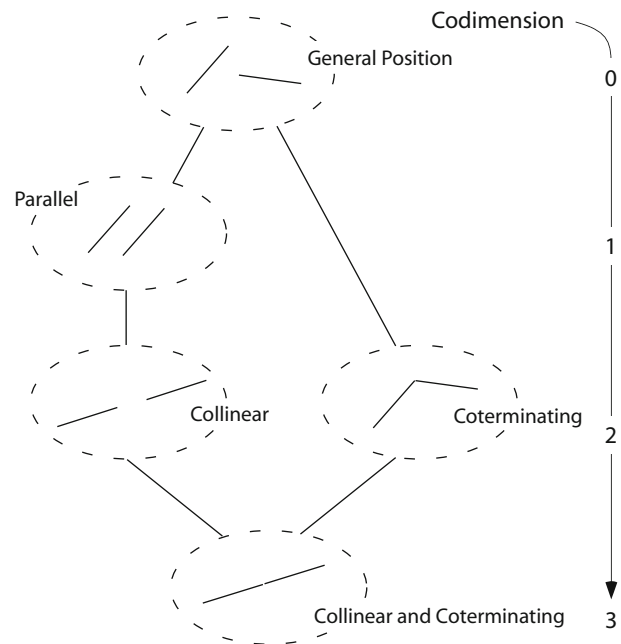 Codimension
General Position
0
Parallel
1
Collinear
Coterminating
2
Collinear and Coterminating
3